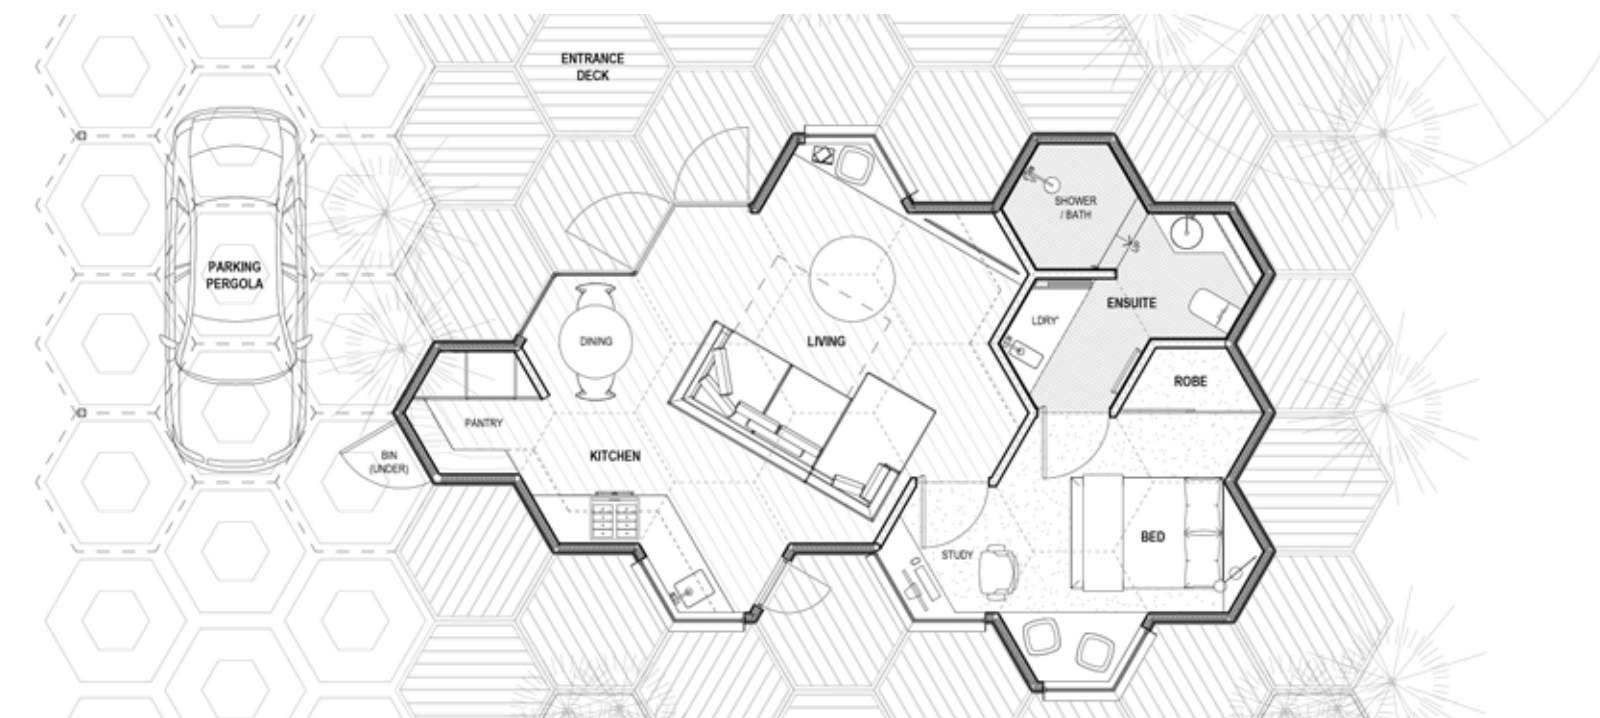 ENTRANCE
DECK
SHOWER
/ BATH
PARKING
PERGOLA
ENSUITE
LDRY'
DINING
LIVING
ROBE
PANTRY
KITCHEN
BIN
(UNDER)
BED
STUDY